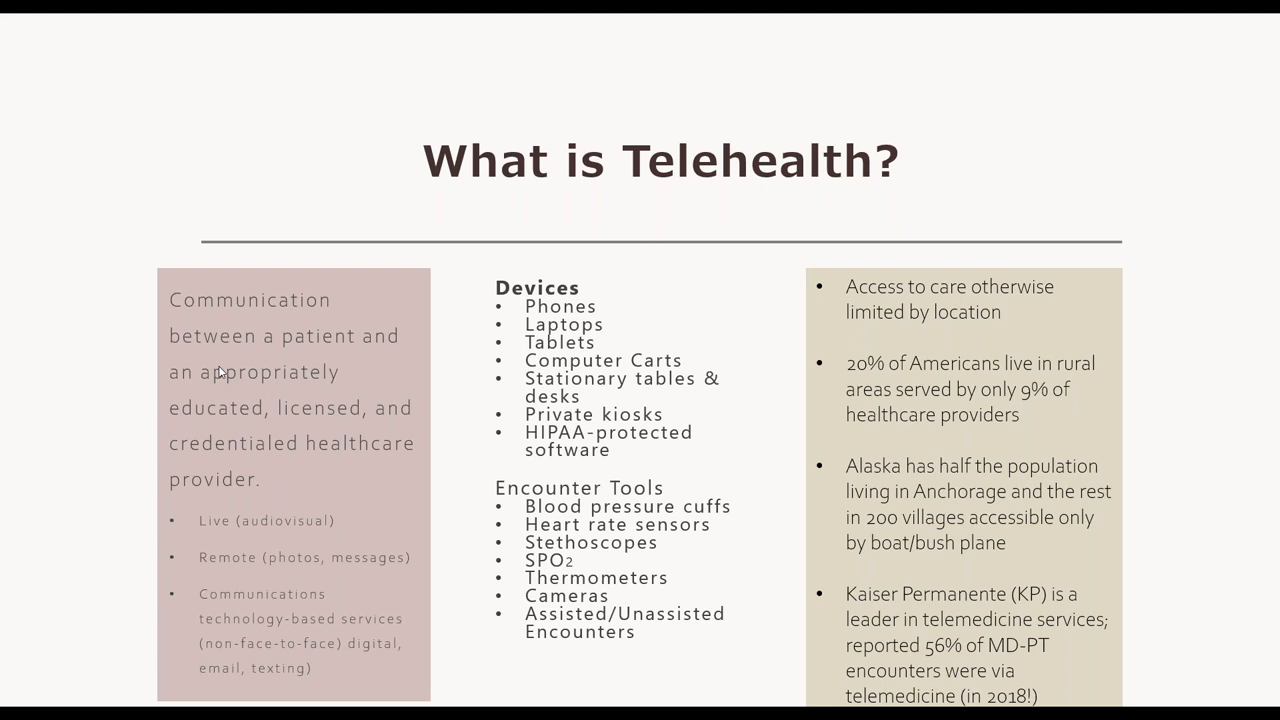 What is Telehealth?
Communication
between a patient and
an appropriately
educated, licensed, and
credentialed healthcare
provider.
• Live (audiovisual)
• Remote (photos, messages)
• Communications
technology-based services
(non-face-to-face) digital,
email, texting)
Devices
• Phones
• Laptops
• Tablets
• Computer Carts
• Stationary tables &
desks
• Private kiosks
• HIPAA-protected
software
Encounter Tools
• Blood pressure cuffs
• Heart rate sensors
• Stethoscopes
• SPO2
• Thermometers
• Cameras
• Assisted/Unassisted
Encounters
• Access to care otherwise
limited by location
• 20% of Americans live in rural
areas served by only 9% of
healthcare providers
• Alaska has half the population
living in Anchorage and the rest
in 200 villages accessible only
by boat/bush plane
• Kaiser Permanente (KP) is a
leader in telemedicine services;
reported 56% of MD-PT
encounters were via
telemedicine (in 2018!)